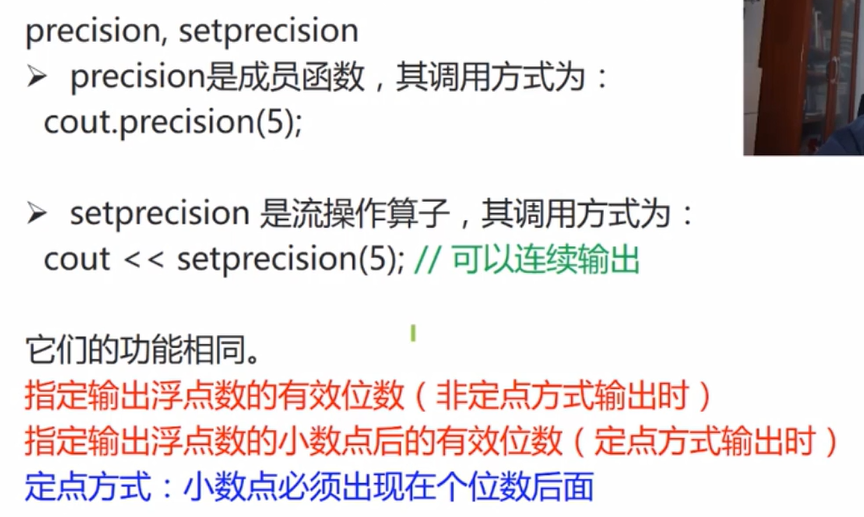 precision, setprecision
➢ precision是成员函数，其调用方式为：
cout.precision(5);
➢ setprecision 是流操作算子，其调用方式为：
cout << setprecision(5); // 可以连续输出
它们的功能相同。
指定输出浮点数的有效位数（非定点方式输出时）
指定输出浮点数的小数点后的有效位数（定点方式输出时）
定点方式：小数点必须出现在个位数后面